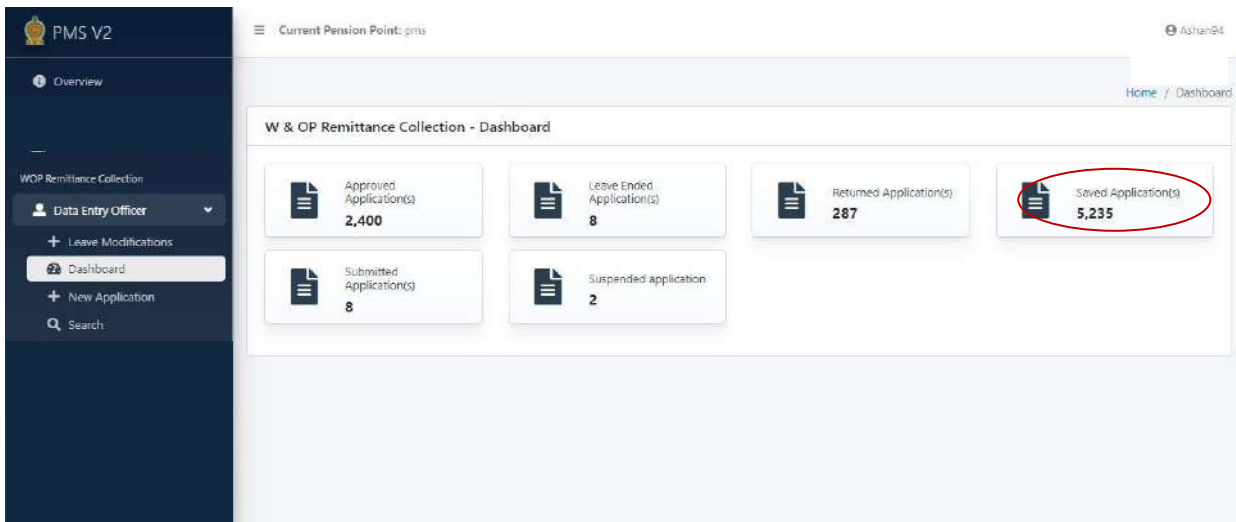 PMS V2
Current Pension Point: pms
Ashan94
Overview
Home / Dashboard
W & OP Remittance Collection - Dashboard
WOP Remittance Collection
Data Entry Officer
Leave Modifications
Dashboard
New Application
Search
Approved
Application(s)
2,400
Leave Ended
Application(s)
8
Returned Application(s)
287
Saved Application(s)
5,235
Submitted
Application(s)
8
Suspended application
2